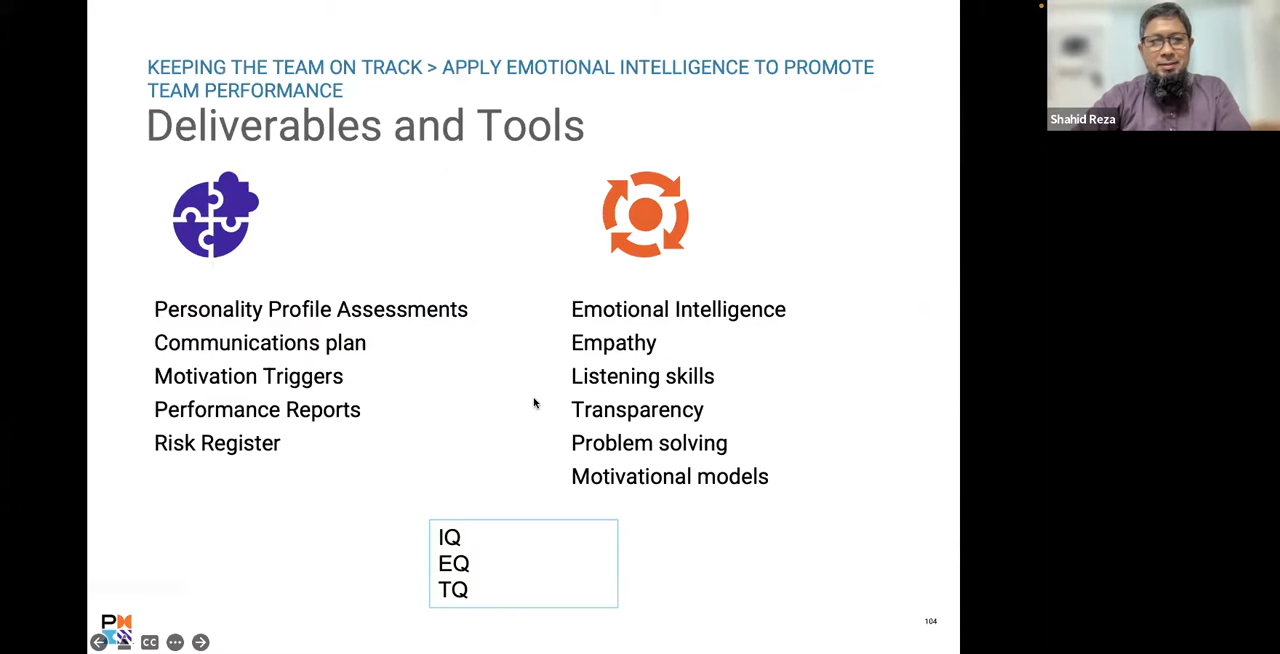 KEEPING THE TEAM ON TRACK > APPLY EMOTIONAL INTELLIGENCE TO PROMOTE
TEAM PERFORMANCE
Deliverables and Tools
Personality Profile Assessments
Communications plan
Motivation Triggers
Performance Reports
Risk Register
Emotional Intelligence
Empathy
Listening skills
Transparency
Problem solving
Motivational models
IQ
EQ
TQ
104
CC
Shahid Reza